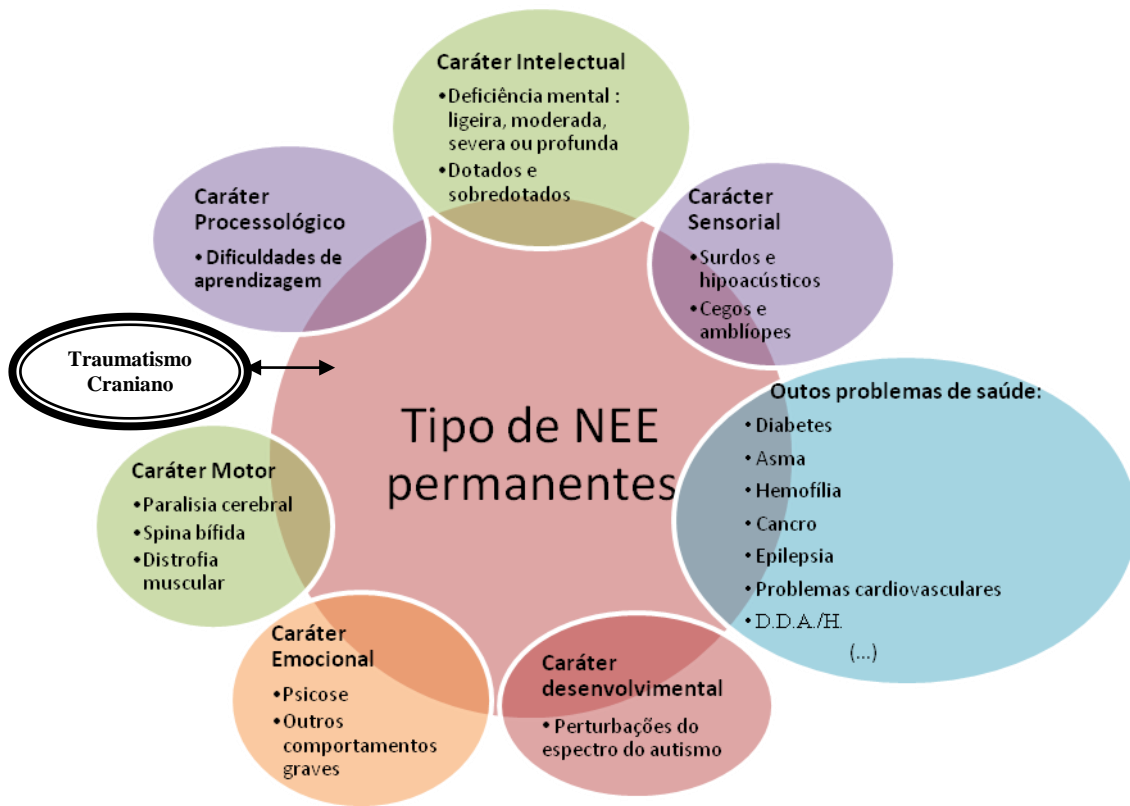 Caráter Intelectual
•Deficiência mental :
ligeira, moderada,
severa ou profunda
•Dotados e
sobredotados
Carácter
Sensorial
•Surdos e
hipoacústicos
•Cegos e
amblíopes
Outos problemas de saúde:
•Diabetes
•Asma
•Hemofília
•Cancro
•Epilepsia
•Problemas cardiovasculares
•D.D.A./H.
(...)
Caráter
desenvolvimental
•Perturbações do
espectro do autismo
Caráter
Emocional
•Psicose
•Outros
comportamentos
graves
Caráter Motor
•Paralisia cerebral
•Spina bífida
•Distrofia
muscular
Traumatismo
Craniano
Caráter
Processológico
•Dificuldades de
aprendizagem
Tipo de NEE
permanentes